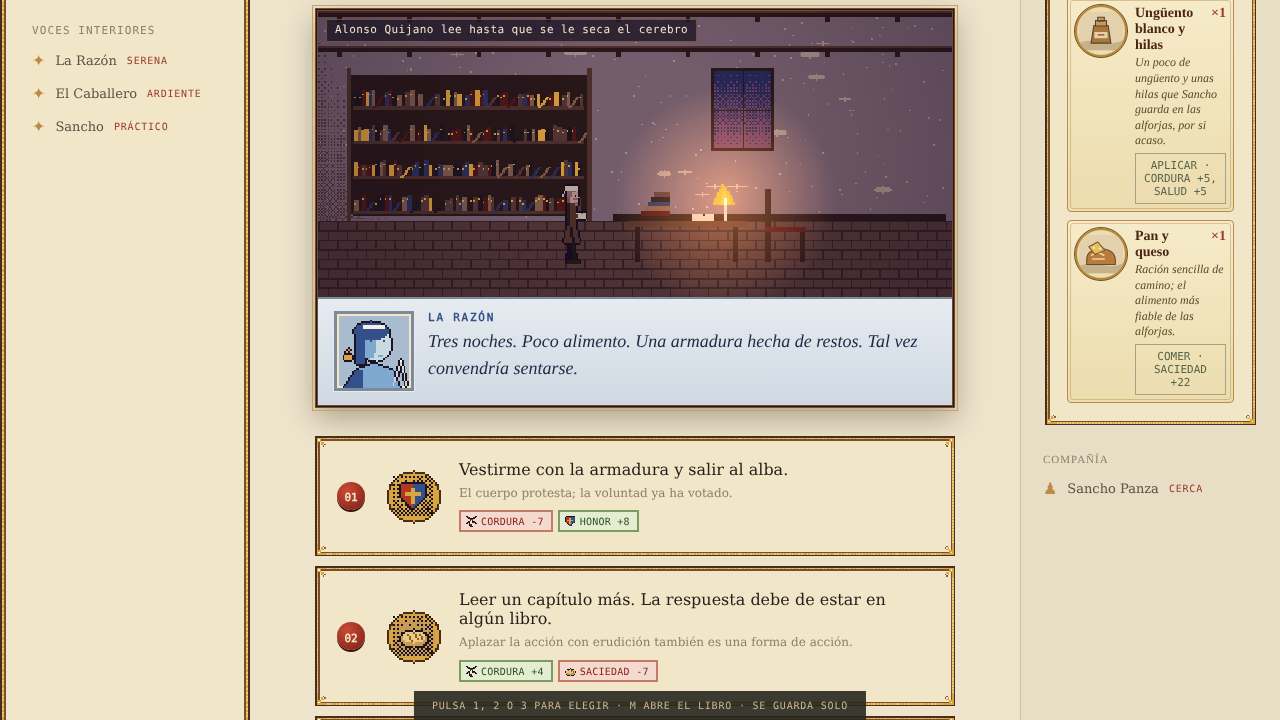 VOCES INTERIORES
La Razón SERENA
El Caballero ARDIENTE
Sancho PRÁCTICO
Alonso Quijano lee hasta que se le seca el cerebro
LA RAZÓN
Tres noches. Poco alimento. Una armadura hecha de restos. Tal vez
convendría sentarse.
01
Vestirme con la armadura y salir al alba.
El cuerpo protesta; la voluntad ya ha votado.
CORDURA -7 HONOR +8
02
Leer un capítulo más. La respuesta debe de estar en
algún libro.
Aplazar la acción con erudición también es una forma de acción.
CORDURA +4 SACIEDAD -7
PULSA 1, 2 O 3 PARA ELEGIR · M ABRE EL LIBRO · SE GUARDA SOLO
Ungüento ×1
blanco y
hilas
Un poco de
ungüento y unas
hilas que Sancho
guarda en las
alforjas, por si
acaso.
APLICAR ·
CORDURA +5,
SALUD +5
Pan y ×1
queso
Ración sencilla de
camino; el
alimento más
fiable de las
alforjas.
COMER ·
SACIEDAD
+22
COMPAÑÍA
Sancho Panza CERCA